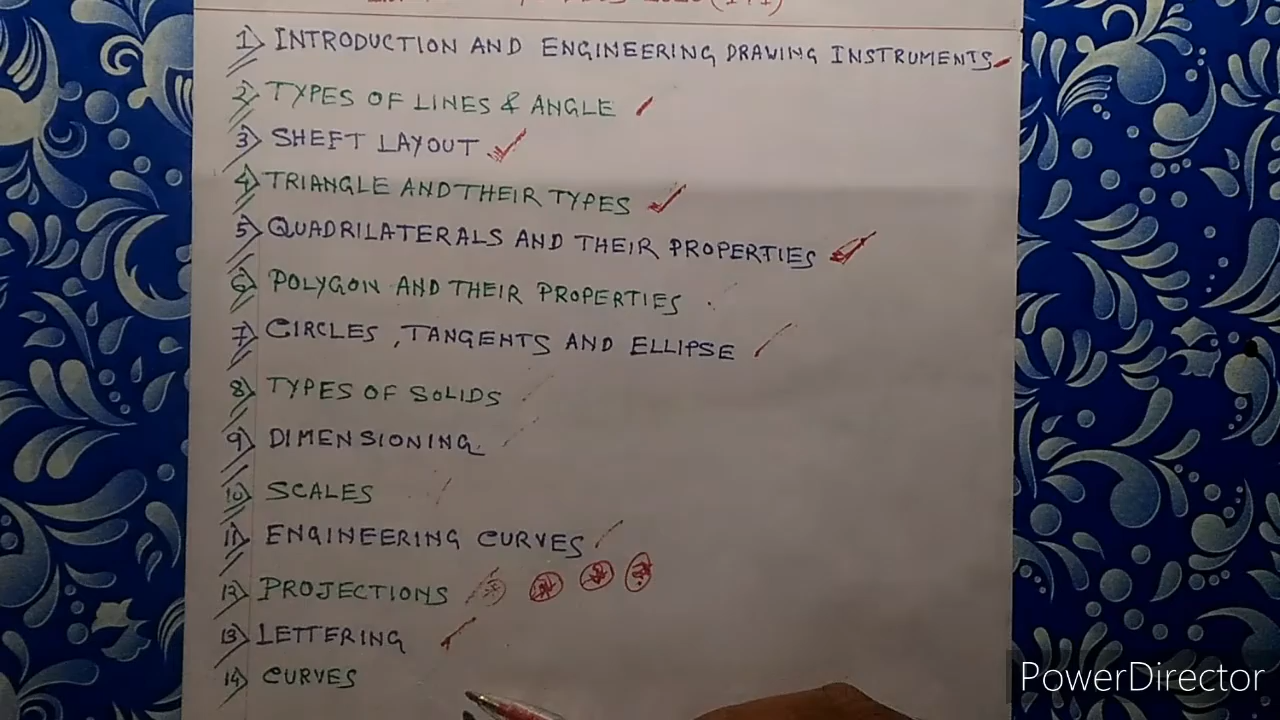 1) INTRODUCTION AND ENGINEERING DRAWING INSTRUMENTS
2) TYPES OF LINES & ANGLE
3) SHEET LAYOUT
4) TRIANGLE AND THEIR TYPES
5) QUADRILATERALS AND THEIR PROPERTIES
6) POLYGON AND THEIR PROPERTIES
7) CIRCLES, TANGENTS AND ELLIPSE
8) TYPES OF SOLIDS
9) DIMENSIONING
10) SCALES
11) ENGINEERING CURVES
12) PROJECTIONS
13) LETTERING
14) CURVES
PowerDirector